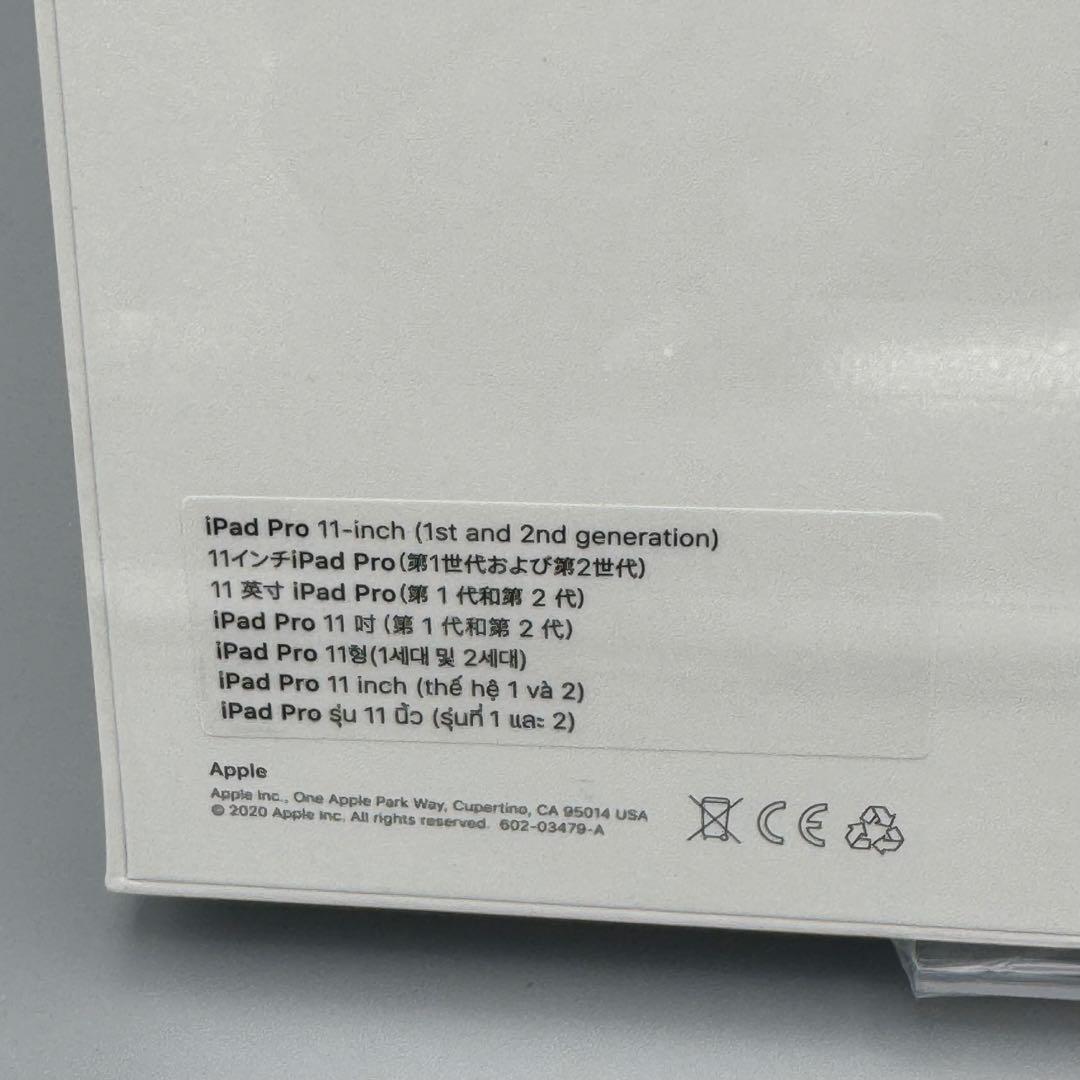 iPad Pro 11-inch (1st and 2nd generation)
11インチiPad Pro(第1世代および第2世代)
11 英寸 iPad Pro(第 1 代和第 2 代)
iPad Pro 11 吋 (第 1 代和第 2 代)
iPad Pro 11형(1세대 및 2세대)
iPad Pro 11 inch (thế hệ 1 và 2)
iPad Pro รุ่น 11 นิ้ว (รุ่นที่ 1 และ 2)
Apple
Apple Inc., One Apple Park Way, Cupertino, CA 95014 USA
© 2020 Apple Inc. All rights reserved. 602-03479-A
CE